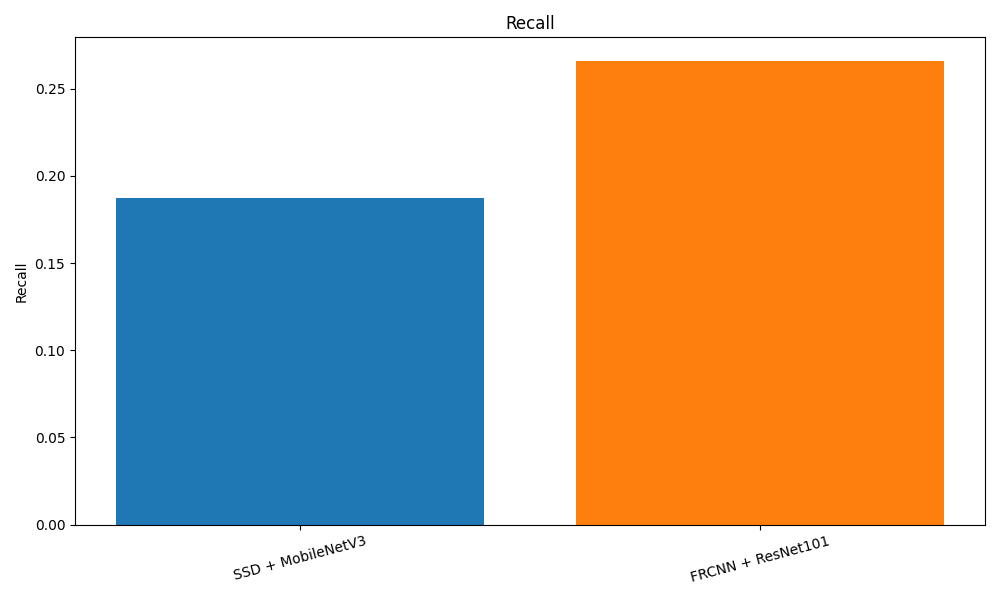 Recall
Recall
0.25
0.20
0.15
0.10
0.05
0.00
SSD + MobileNetV3
FRCNN + ResNet101